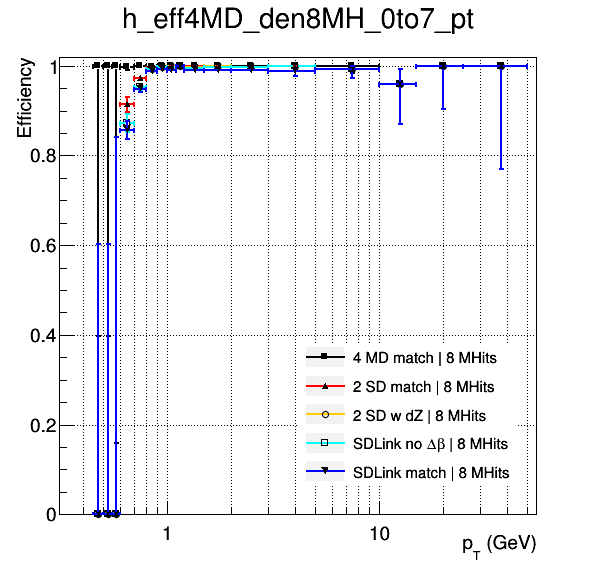 h_eff4MD_den8MH_0to7_pt
Efficiency
1
0.8
0.6
0.4
0.2
0
4 MD match | 8 MHits
2 SD match | 8 MHits
2 SD w dZ | 8 MHits
SDLink no Δβ | 8 MHits
SDLink match | 8 MHits
1
10
p_T (GeV)